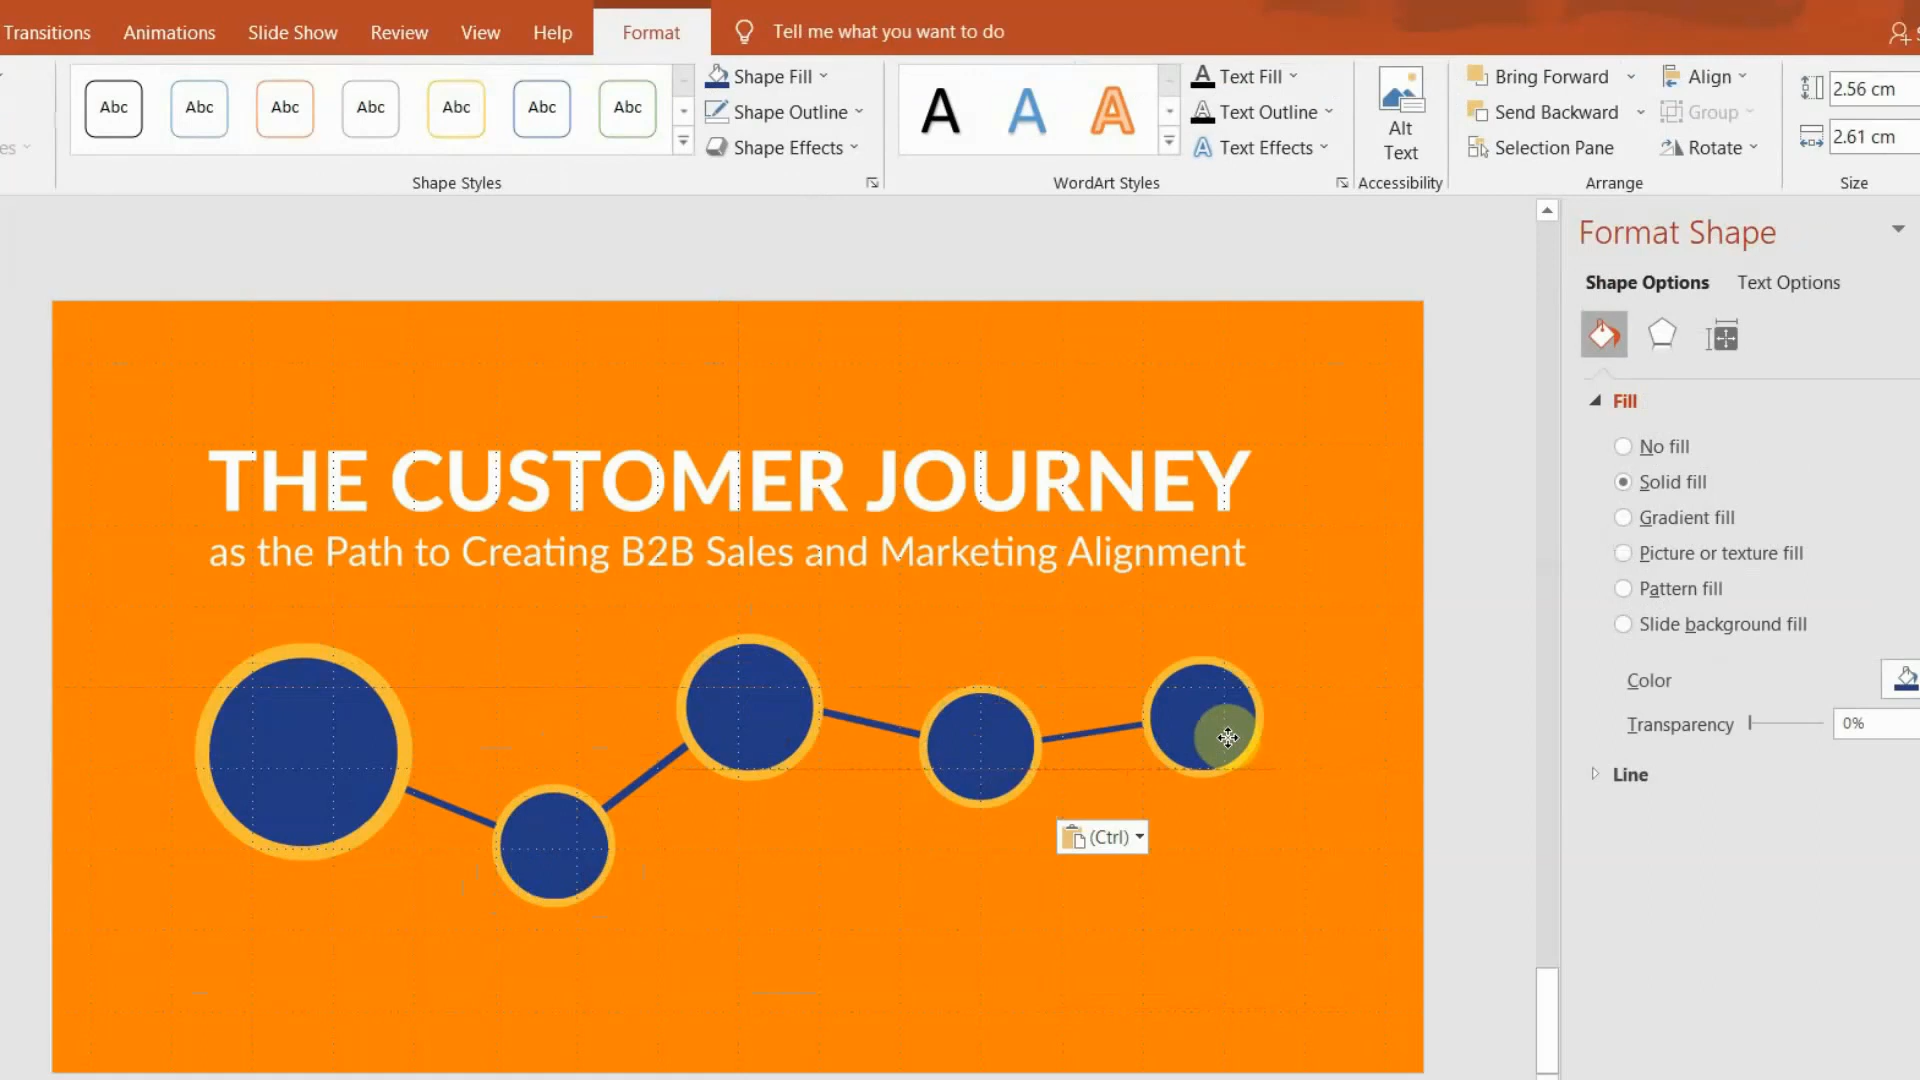 Transitions Animations Slide Show Review View Help Format Tell me what you want to do
Abc Abc Abc Abc Abc Abc Abc
Shape Fill
Shape Outline
Shape Effects
Shape Styles
A A A
Text Fill
Text Outline
Text Effects
WordArt Styles
Alt
Text
Accessibility
Bring Forward
Send Backward
Selection Pane
Align
Group
Rotate
Arrange
2.56 cm
2.61 cm
Size
Format Shape
Shape Options Text Options
Fill
No fill
Solid fill
Gradient fill
Picture or texture fill
Pattern fill
Slide background fill
Color
Transparency 0%
Line
THE CUSTOMER JOURNEY
as the Path to Creating B2B Sales and Marketing Alignment
(Ctrl)